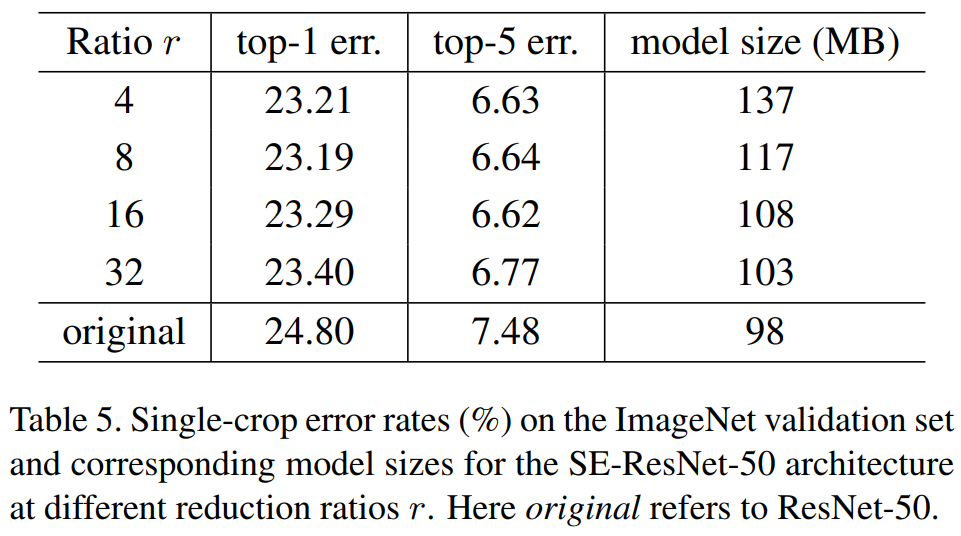 Ratio r top-1 err. top-5 err. model size (MB)
4 23.21 6.63 137
8 23.19 6.64 117
16 23.29 6.62 108
32 23.40 6.77 103
original 24.80 7.48 98
Table 5. Single-crop error rates (%) on the ImageNet validation set
and corresponding model sizes for the SE-ResNet-50 architecture
at different reduction ratios r. Here original refers to ResNet-50.